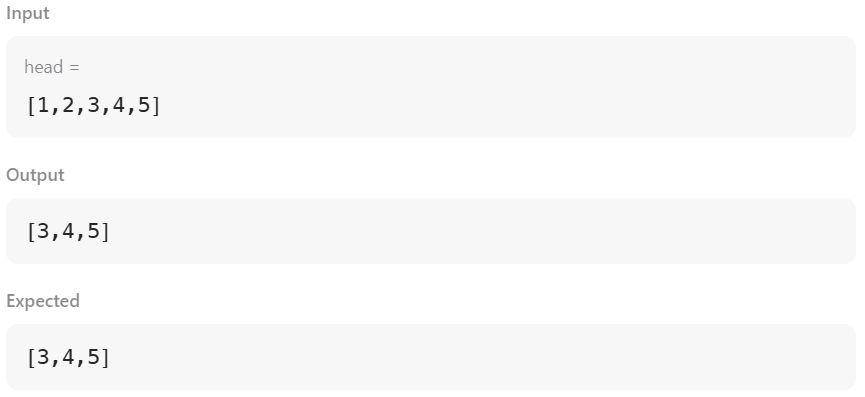 Input
head =
[1,2,3,4,5]
Output
[3,4,5]
Expected
[3,4,5]